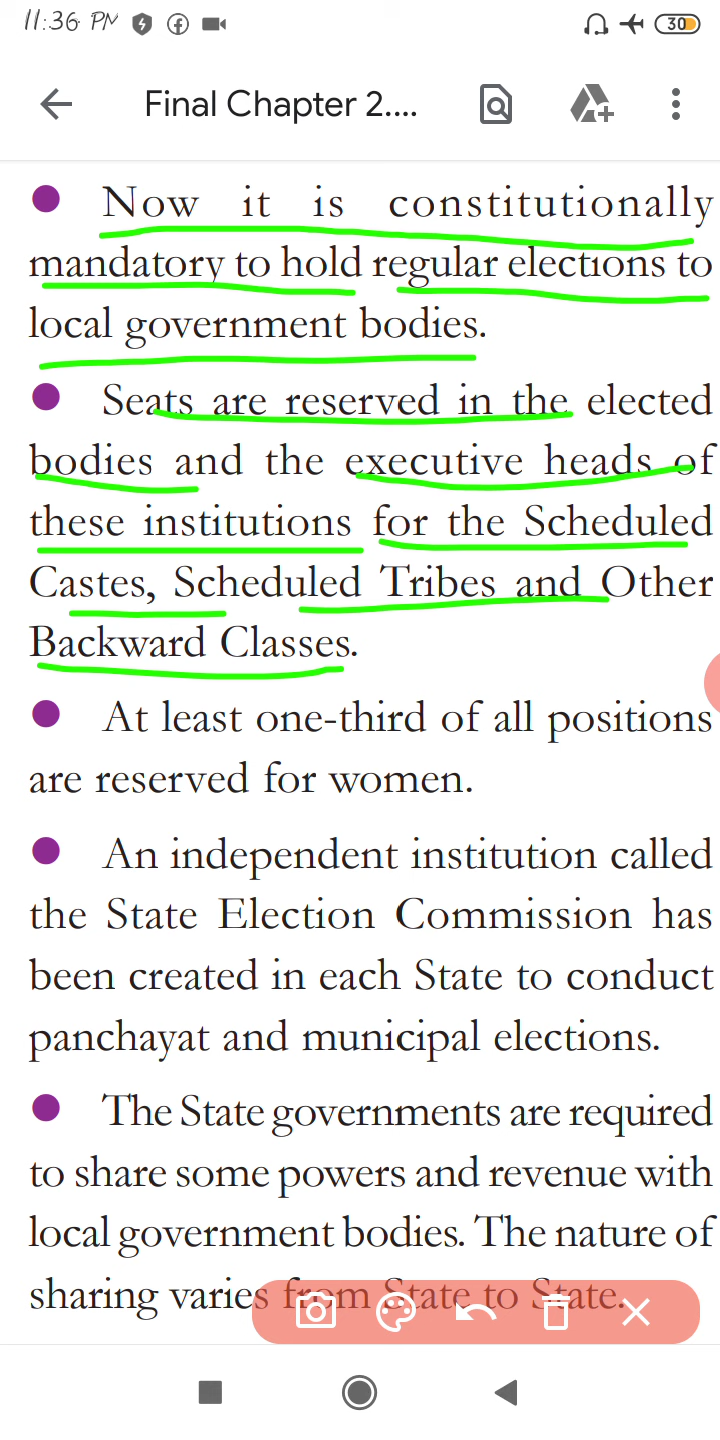 11:36 PM
30
Final Chapter 2....
● Now it is constitutionally
mandatory to hold regular elections to
local government bodies.
● Seats are reserved in the elected
bodies and the executive heads of
these institutions for the Scheduled
Castes, Scheduled Tribes and Other
Backward Classes.
● At least one-third of all positions
are reserved for women.
● An independent institution called
the State Election Commission has
been created in each State to conduct
panchayat and municipal elections.
● The State governments are required
to share some powers and revenue with
local government bodies. The nature of
sharing varies from State to State.